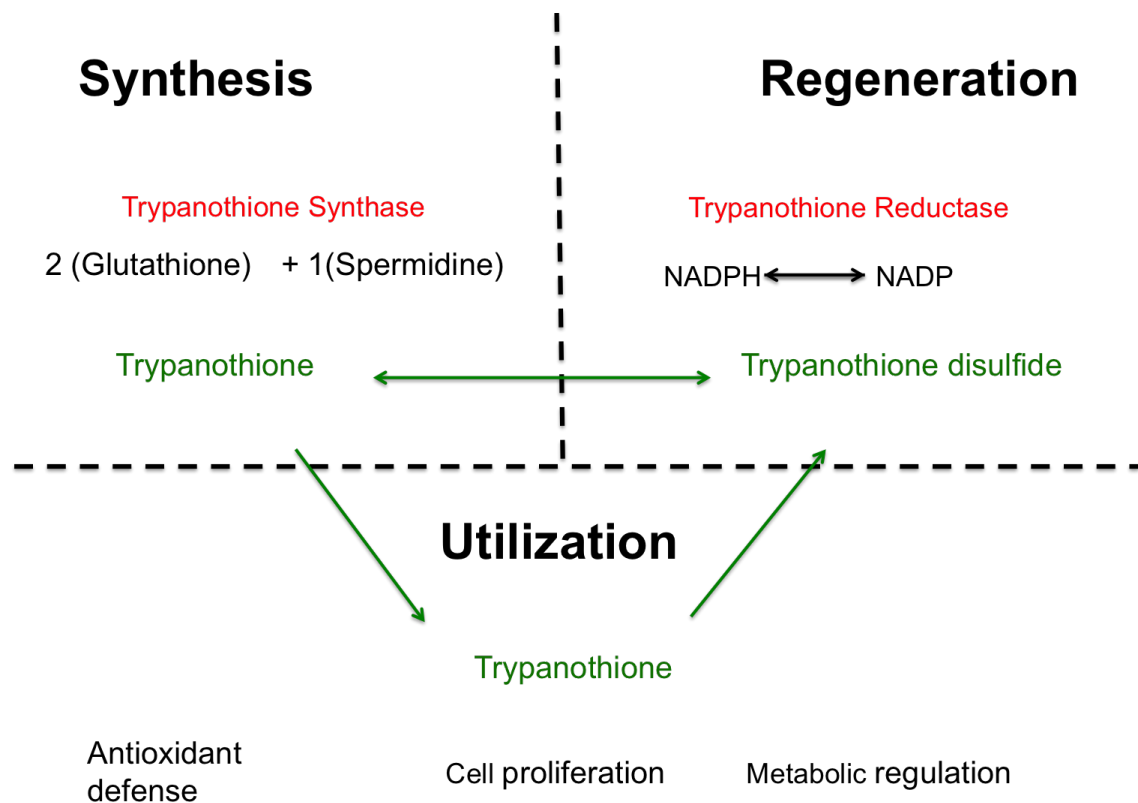 Synthesis
Regeneration
Trypanothione Synthase
Trypanothione Reductase
2 (Glutathione) + 1(Spermidine)
NADPH NADP
Trypanothione
Trypanothione disulfide
Utilization
Trypanothione
Antioxidant
defense
Cell proliferation
Metabolic regulation